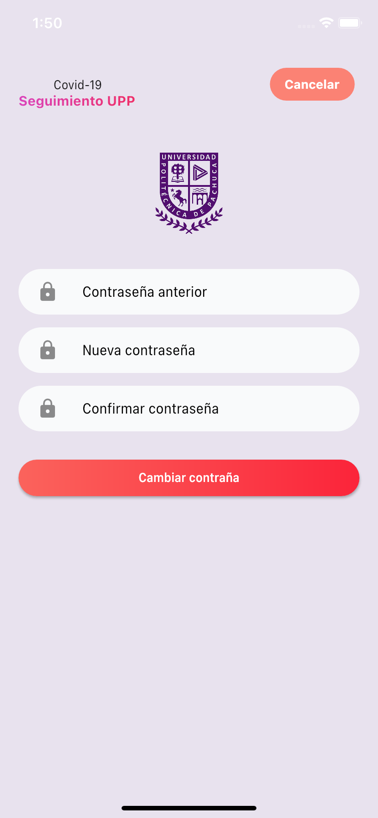 1:50
Covid-19
Seguimiento UPP
Cancelar
UNIVERSIDAD
POLITÉCNICA DE PACHUCA
Contraseña anterior
Nueva contraseña
Confirmar contraseña
Cambiar contraña